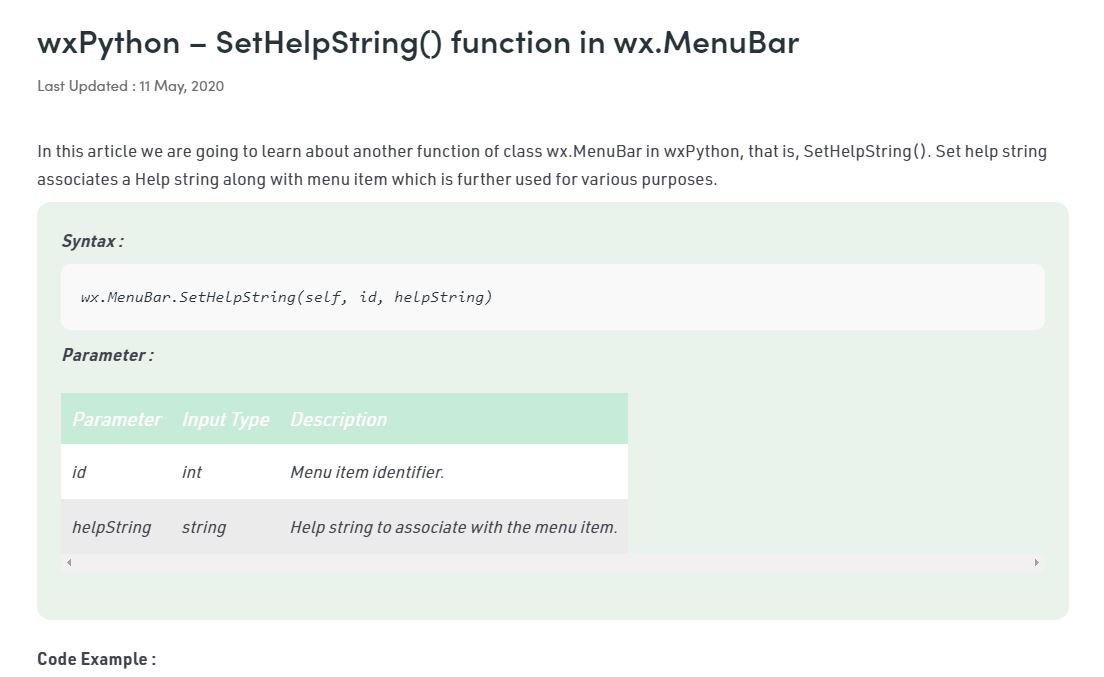 wxPython – SetHelpString() function in wx.MenuBar
Last Updated : 11 May, 2020
In this article we are going to learn about another function of class wx.MenuBar in wxPython, that is, SetHelpString(). Set help string
associates a Help string along with menu item which is further used for various purposes.
Syntax :
wx.MenuBar.SetHelpString(self, id, helpString)
Parameter :
Parameter Input Type Description
id int Menu item identifier.
helpString string Help string to associate with the menu item.
Code Example :